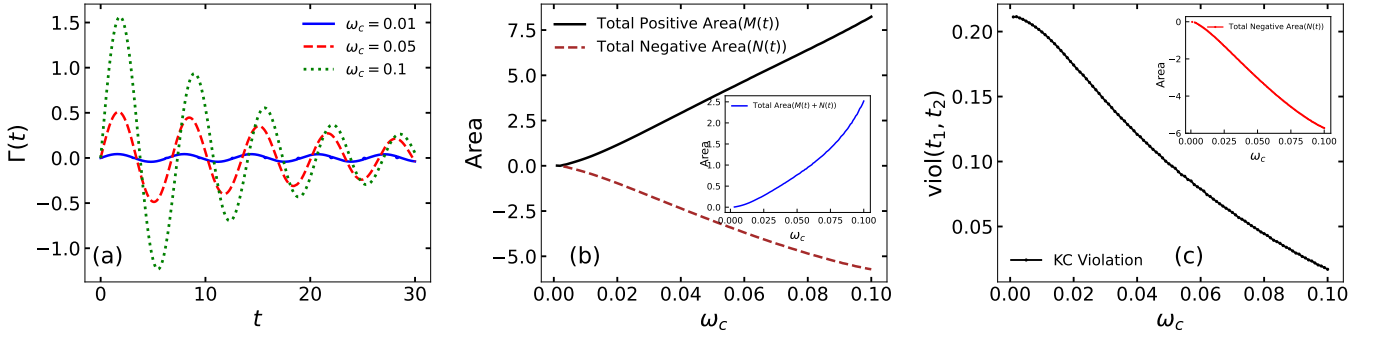 (a)
Γ(t)
1.5
1.0
0.5
0.0
−0.5
−1.0
0
10
20
30
t
ω_c = 0.01
ω_c = 0.05
ω_c = 0.1
(b)
Area
7.5
5.0
2.5
0.0
−2.5
−5.0
0.00
0.02
0.04
0.06
0.08
0.10
ω_c
Total Positive Area(M(t))
Total Negative Area(N(t))
Total Area(M(t) + N(t))
Area
2.5
2.0
1.5
1.0
0.5
0.0
0.000
0.025
0.050
0.075
0.100
ω_c
(c)
viol(t₁, t₂)
0.20
0.15
0.10
0.05
0.00
0.02
0.04
0.06
0.08
0.10
ω_c
KC Violation
Total Negative Area(N(t))
Area
0
−2
−4
−6
0.000
0.025
0.050
0.075
0.100
ω_c